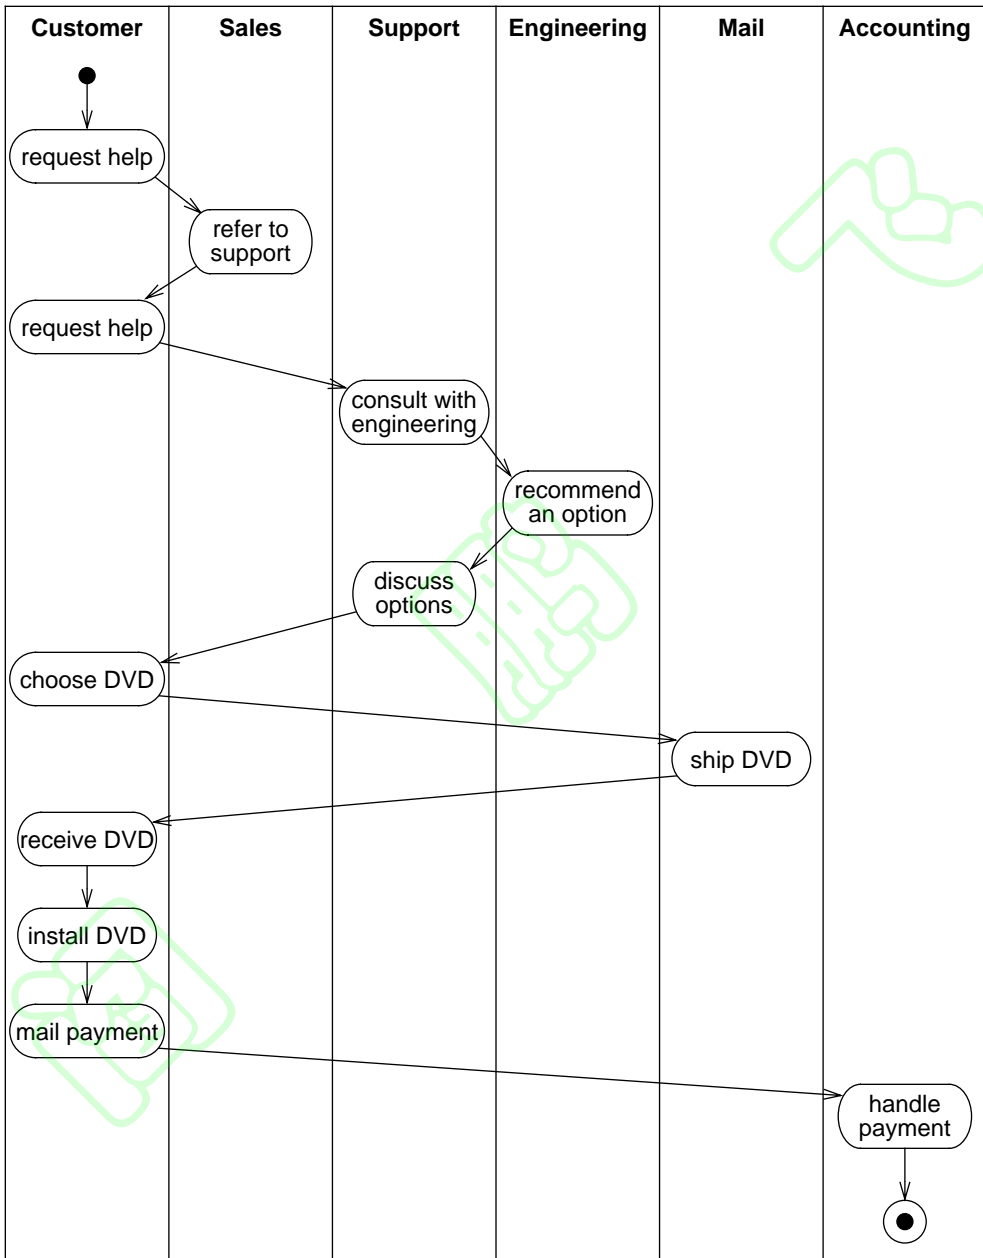 Customer Sales Support Engineering Mail Accounting
request help
refer to
support
request help
consult with
engineering
recommend
an option
discuss
options
choose DVD
ship DVD
receive DVD
install DVD
mail payment
handle
payment